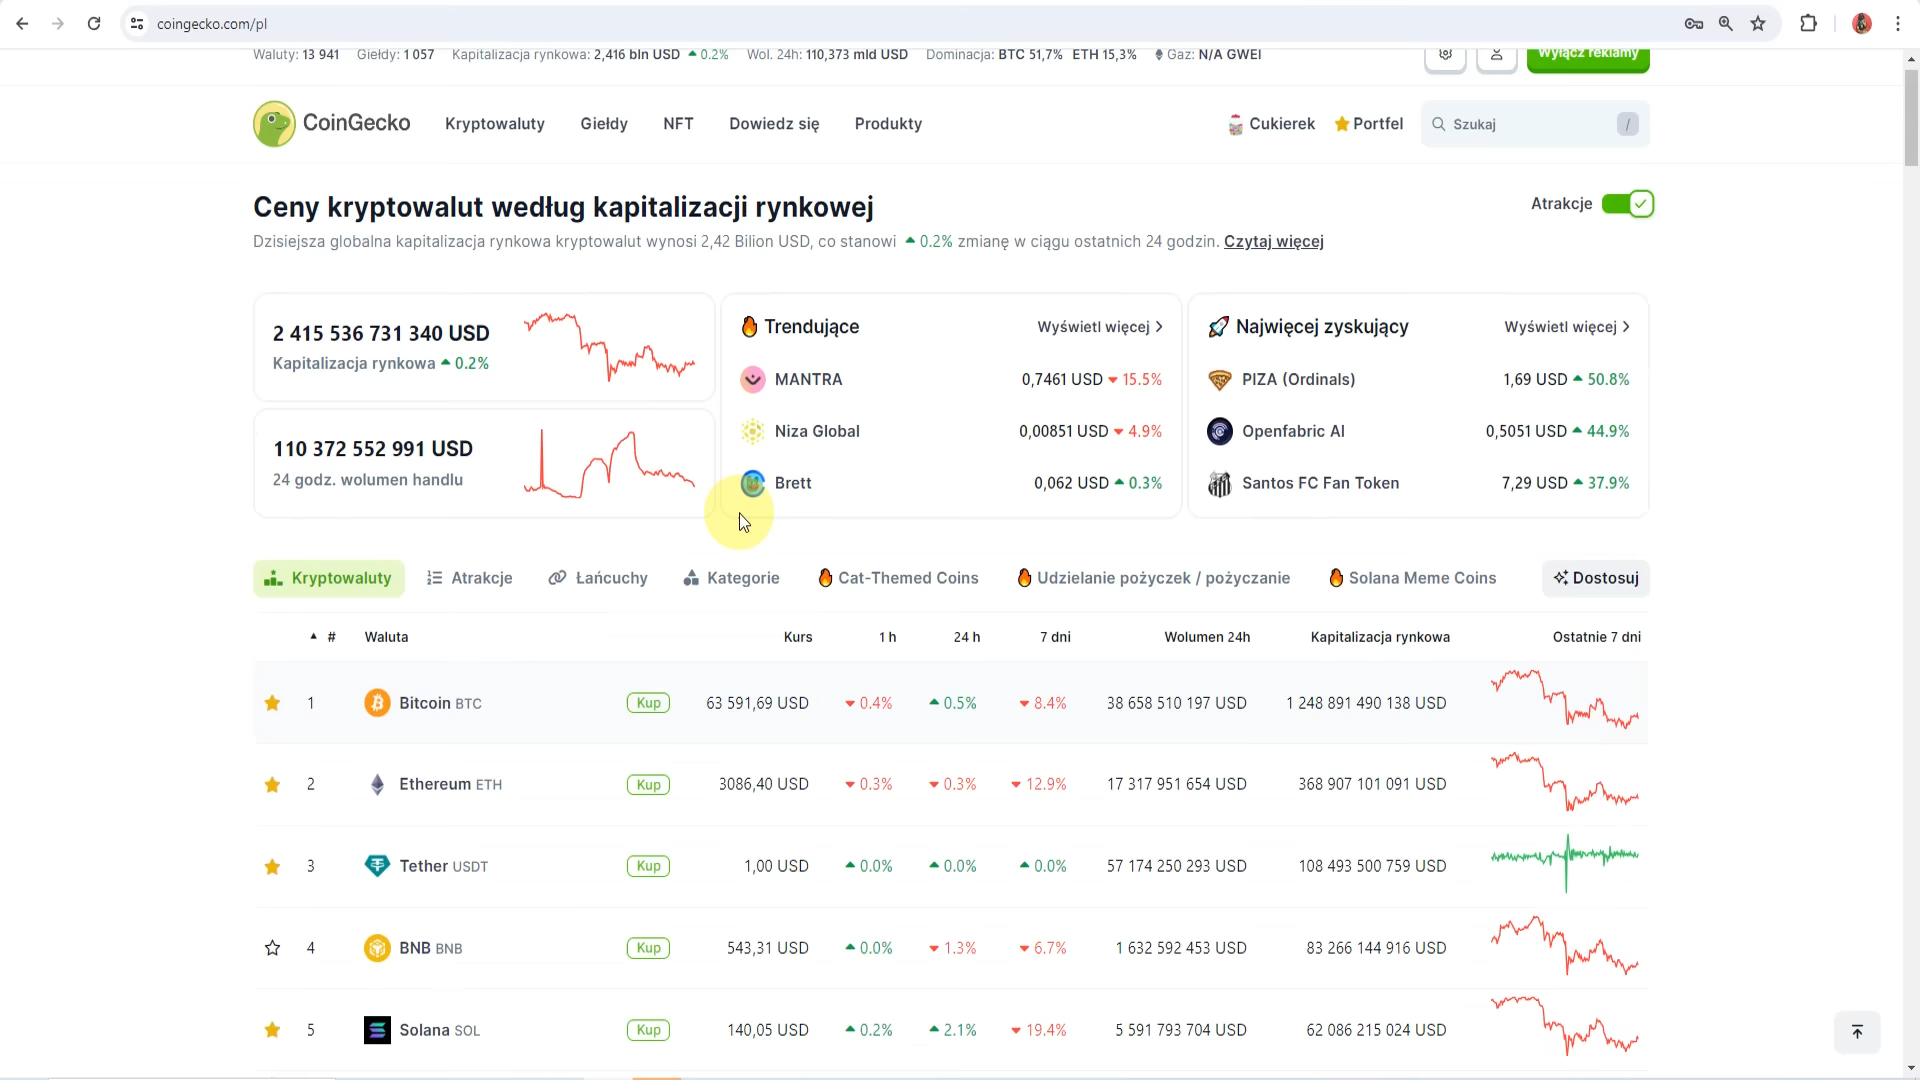 coingecko.com/pl
Waluty: 13 941 Giełdy: 1 057 Kapitalizacja rynkowa: 2,416 bln USD 0.2% Wol. 24h: 110,373 mld USD Dominacja: BTC 51,7% ETH 15,3% Gaz: N/A GWEI
Wyłącz reklamy
CoinGecko Kryptowaluty Giełdy NFT Dowiedz się Produkty Cukierek Portfel Szukaj /
Ceny kryptowalut według kapitalizacji rynkowej
Atrakcje
Dzisiejsza globalna kapitalizacja rynkowa kryptowalut wynosi 2,42 Bilion USD, co stanowi 0.2% zmianę w ciągu ostatnich 24 godzin. Czytaj więcej
2 415 536 731 340 USD
Kapitalizacja rynkowa 0.2%
110 372 552 991 USD
24 godz. wolumen handlu
Trendujące Wyświetl więcej
MANTRA 0,7461 USD 15.5%
Niza Global 0,00851 USD 4.9%
Brett 0,062 USD 0.3%
Najwięcej zyskujący Wyświetl więcej
PIZA (Ordinals) 1,69 USD 50.8%
Openfabric AI 0,5051 USD 44.9%
Santos FC Fan Token 7,29 USD 37.9%
Kryptowaluty Atrakcje Łańcuchy Kategorie Cat-Themed Coins Udzielanie pożyczek / pożyczanie Solana Meme Coins Dostosuj
# Waluta Kurs 1 h 24 h 7 dni Wolumen 24h Kapitalizacja rynkowa Ostatnie 7 dni
1 Bitcoin BTC Kup 63 591,69 USD 0.4% 0.5% 8.4% 38 658 510 197 USD 1 248 891 490 138 USD
2 Ethereum ETH Kup 3086,40 USD 0.3% 0.3% 12.9% 17 317 951 654 USD 368 907 101 091 USD
3 Tether USDT Kup 1,00 USD 0.0% 0.0% 0.0% 57 174 250 293 USD 108 493 500 759 USD
4 BNB BNB Kup 543,31 USD 0.0% 1.3% 6.7% 1 632 592 453 USD 83 266 144 916 USD
5 Solana SOL Kup 140,05 USD 0.2% 2.1% 19.4% 5 591 793 704 USD 62 086 215 024 USD